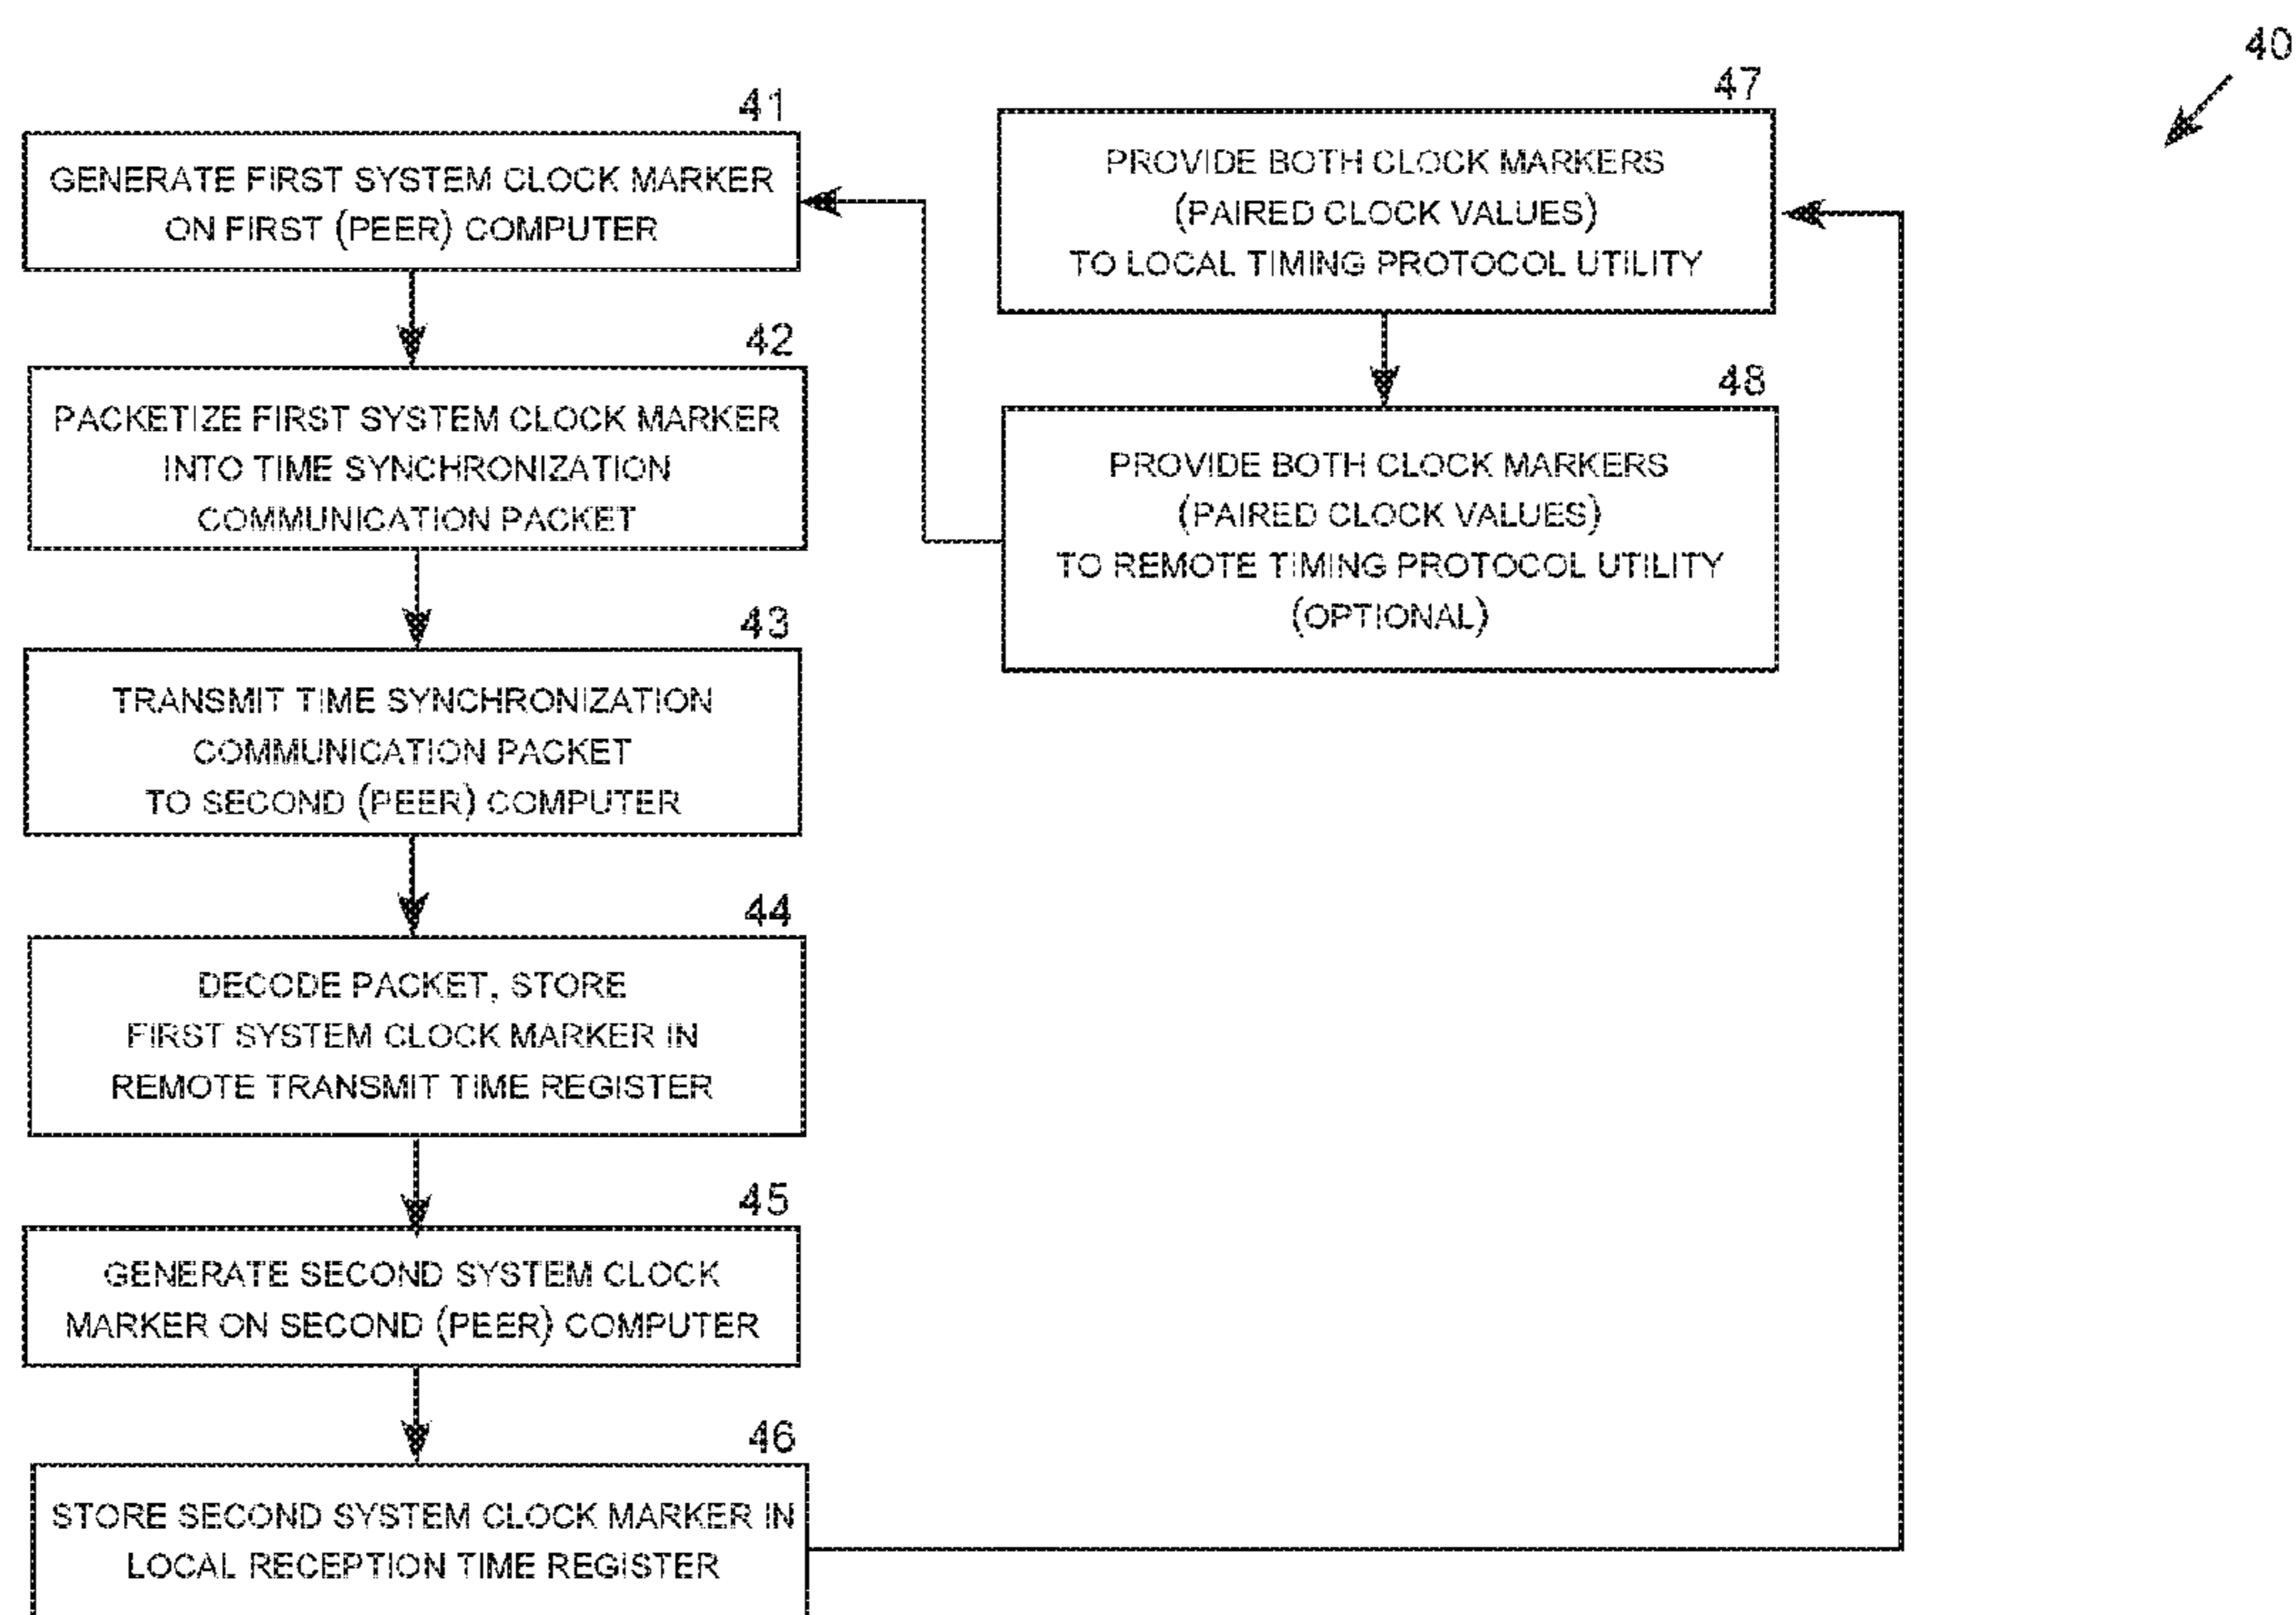 40
41
GENERATE FIRST SYSTEM CLOCK MARKER
ON FIRST (PEER) COMPUTER
42
PACKETIZE FIRST SYSTEM CLOCK MARKER
INTO TIME SYNCHRONIZATION
COMMUNICATION PACKET
43
TRANSMIT TIME SYNCHRONIZATION
COMMUNICATION PACKET
TO SECOND (PEER) COMPUTER
44
DECODE PACKET, STORE
FIRST SYSTEM CLOCK MARKER IN
REMOTE TRANSMIT TIME REGISTER
45
GENERATE SECOND SYSTEM CLOCK
MARKER ON SECOND (PEER) COMPUTER
46
STORE SECOND SYSTEM CLOCK MARKER IN
LOCAL RECEPTION TIME REGISTER
47
PROVIDE BOTH CLOCK MARKERS
(PAIRED CLOCK VALUES)
TO LOCAL TIMING PROTOCOL UTILITY
48
PROVIDE BOTH CLOCK MARKERS
(PAIRED CLOCK VALUES)
TO REMOTE TIMING PROTOCOL UTILITY
(OPTIONAL)